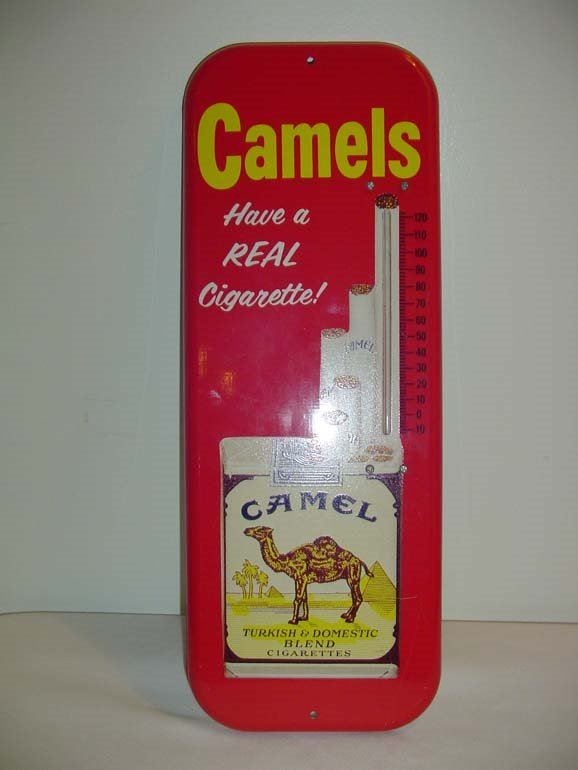 Camels
Have a
REAL
Cigarette!
120
110
100
90
80
70
60
50
40
30
20
10
0
10
CAMEL
CAMEL
TURKISH & DOMESTIC
BLEND
CIGARETTES